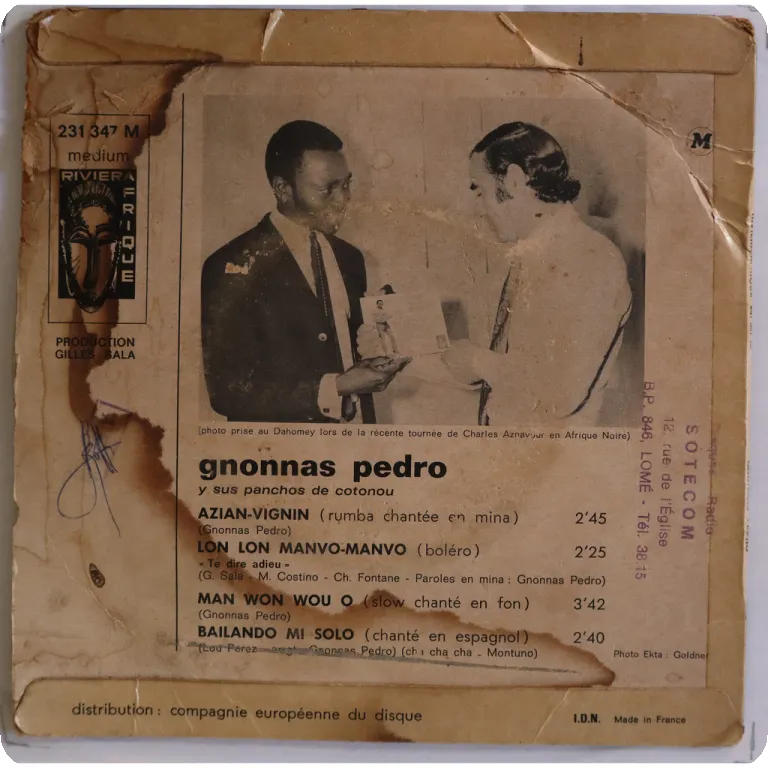 231 347 M
medium
RIVIERA
AFRIQUE
PRODUCTION
GILLES SALA
M
(photo prise au Dahomey lors de la récente tournée de Charles Aznavour en Afrique Noire)
gnonnas pedro
y sus panchos de cotonou
AZIAN-VIGNIN (rumba chantée en mina) 2'45
(Gnonnas Pedro)
LON LON MANVO-MANVO (boléro) 2'25
« Te dire adieu »
(G. Sala - M. Costino - Ch. Fontane - Paroles en mina : Gnonnas Pedro)
MAN WON WOU O (slow chanté en fon) 3'42
(Gnonnas Pedro)
BAILANDO MI SOLO (chanté en espagnol) 2'40
(Lou Perez - Gnonnas Pedro) (cha cha cha - Montuno)
Photo Ekta : Goldner
Radio
SOTECOM
12, rue de l'Église
B.P. 846, LOMÉ - Tél. 38-15
distribution : compagnie européenne du disque
I.D.N. Made in France